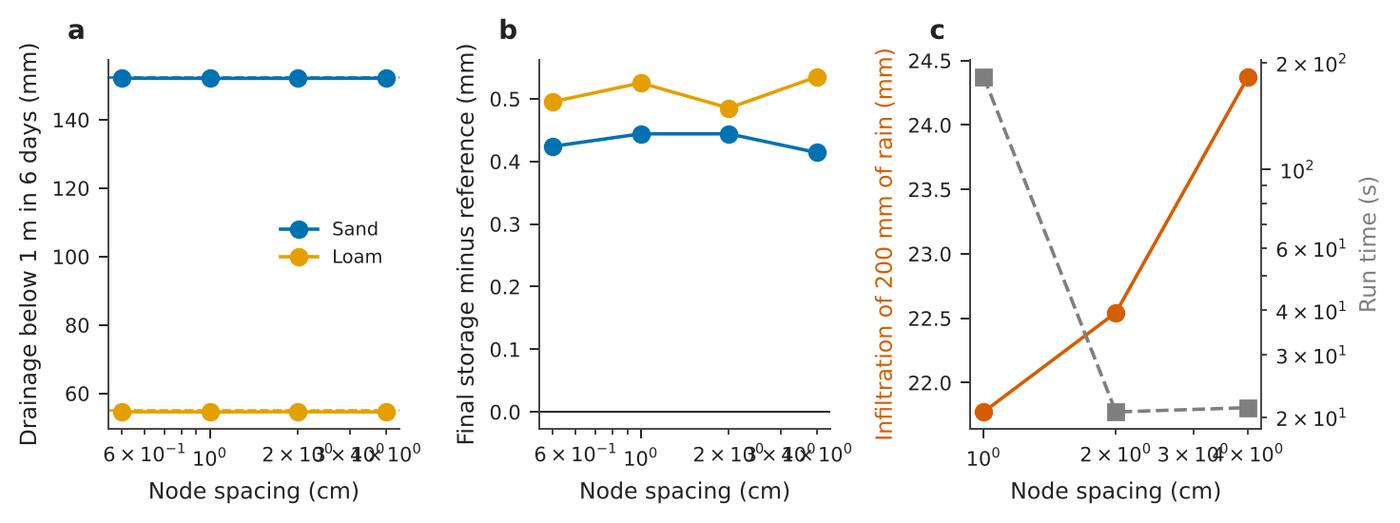 a
Drainage below 1 m in 6 days (mm)
140
120
100
80
60
Sand
Loam
6 × 10⁻¹ 10⁰ 2 × 10⁰ 3 × 10⁰ 4 × 10⁰
Node spacing (cm)
b
Final storage minus reference (mm)
0.5
0.4
0.3
0.2
0.1
0.0
6 × 10⁻¹ 10⁰ 2 × 10⁰ 3 × 10⁰ 4 × 10⁰
Node spacing (cm)
c
Infiltration of 200 mm of rain (mm)
24.5
24.0
23.5
23.0
22.5
22.0
10⁰ 2 × 10⁰ 3 × 10⁰ 4 × 10⁰
Node spacing (cm)
2 × 10²
10²
6 × 10¹
4 × 10¹
3 × 10¹
2 × 10¹
Run time (s)